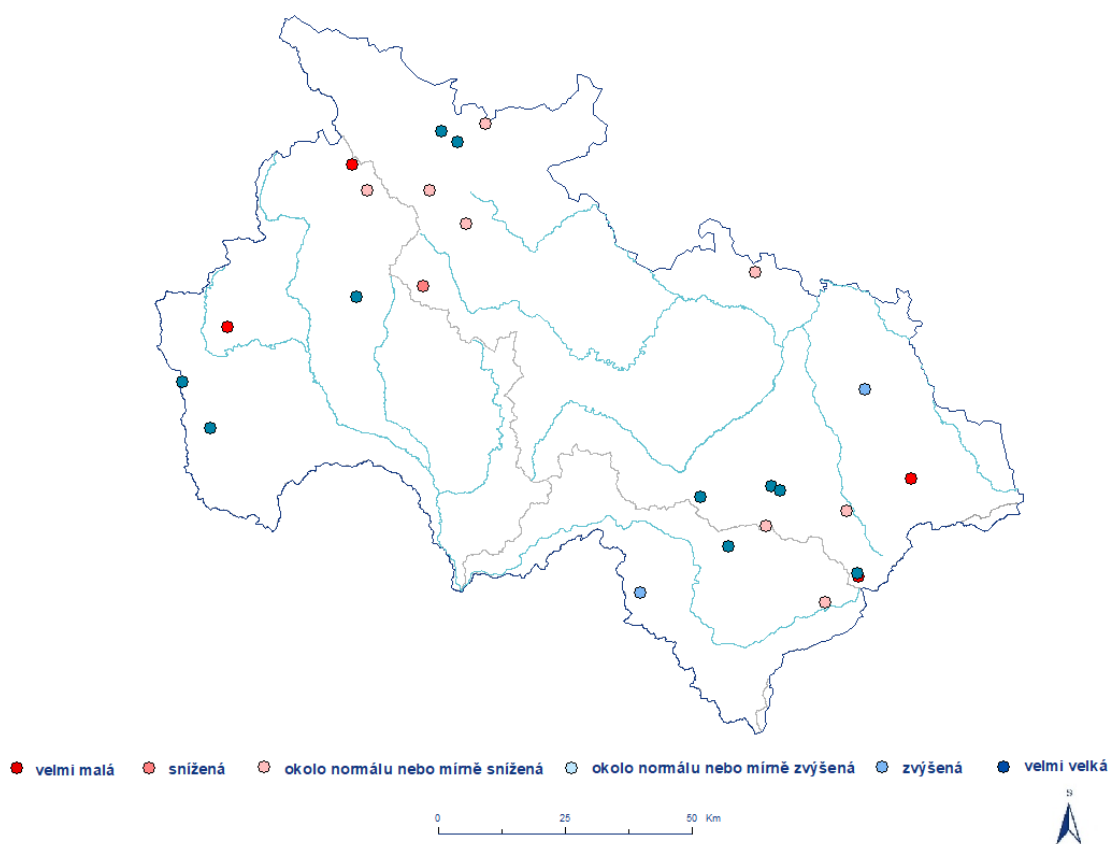 velmi malá snížená okolo normálu nebo mírně snížená okolo normálu nebo mírně zvýšená zvýšená velmi velká
S
0 25 50 Km